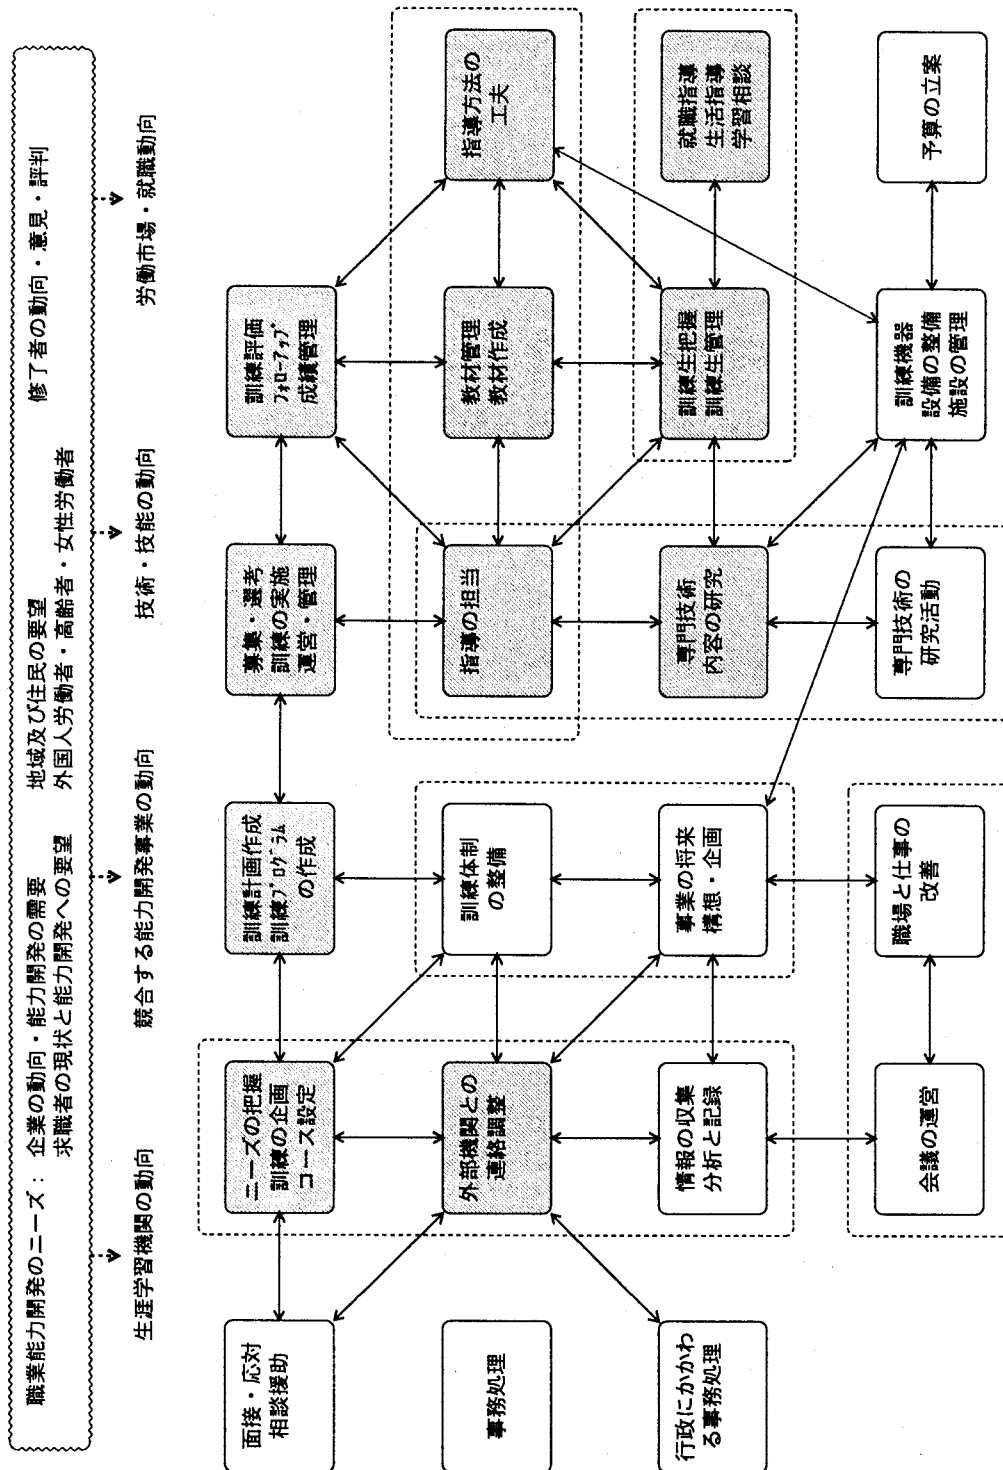 職業能力開発のニーズ： 企業の動向・能力開発の需要 地域及び住民の要望 修了者の動向・意見・評判
求職者の現状と能力開発への要望 外国人労働者・高齢者・女性労働者
生涯学習機関の動向 競合する能力開発事業の動向 技術・技能の動向 労働市場・就職動向
面接・応対
相談援助
ニーズの把握
訓練の企画
コース設定
訓練計画作成
訓練ﾌﾟﾛｸﾞﾗﾑ
の作成
募集・選考
訓練の実施
運営・管理
訓練評価
ﾌｫﾛｰｱｯﾌﾟ
成績管理
事務処理
外部機関との
連絡調整
訓練体制
の整備
指導の担当
教材管理
教材作成
指導方法の
工夫
行政にかかわ
る事務処理
情報の収集
分析と記録
事業の将来
構想・企画
専門技術
内容の研究
訓練生把握
訓練生管理
就職指導
生活指導
学習相談
会議の運営
職場と仕事の
改善
専門技術の
研究活動
訓練機器
設備の整備
施設の管理
予算の立案